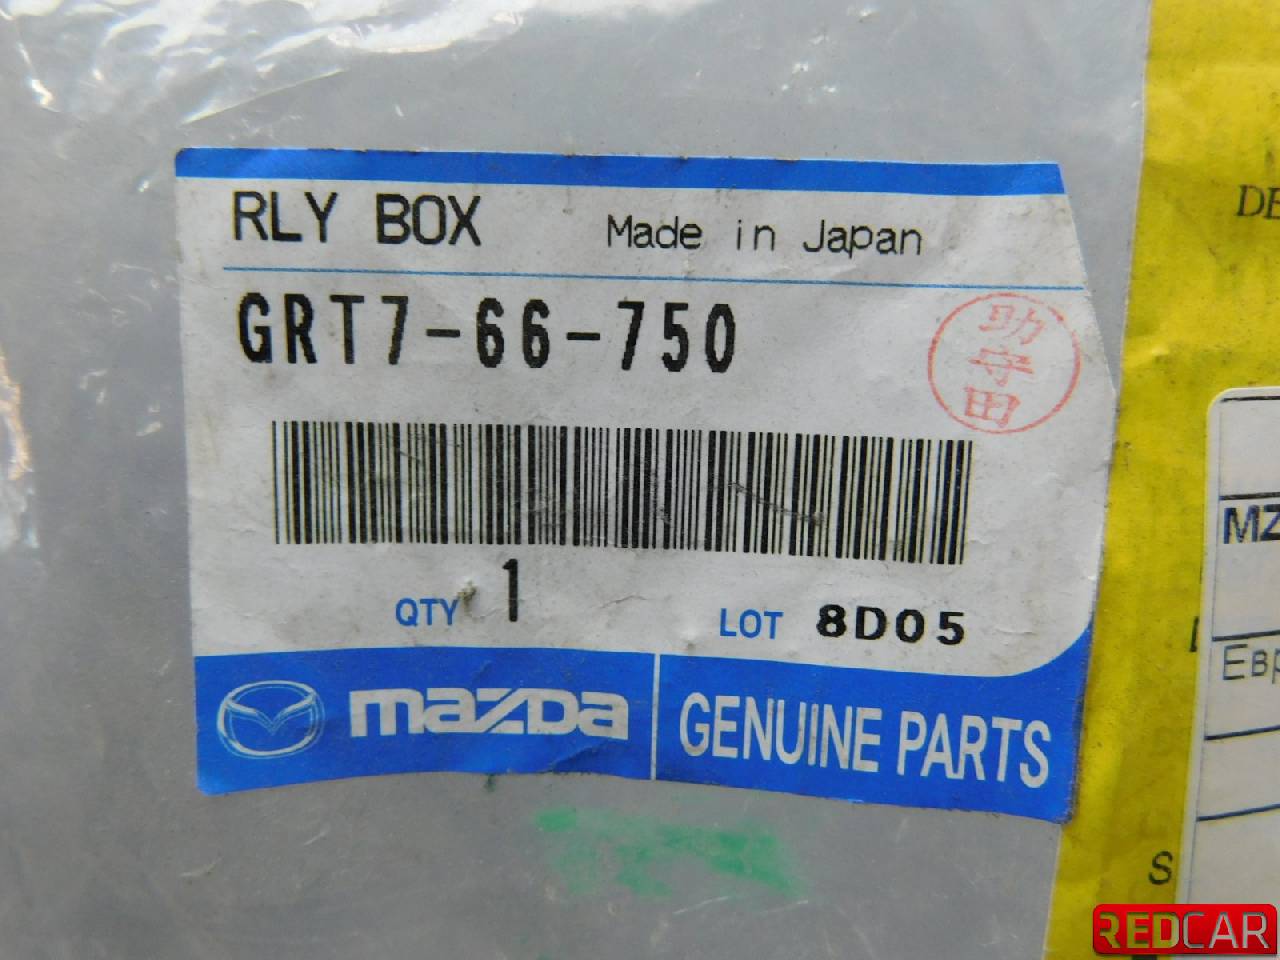 RLY BOX Made in Japan
GRT7-66-750
助
守
田
QTY 1 LOT 8D05
mazda GENUINE PARTS
DE
MZ
Евр
S
REDCAR